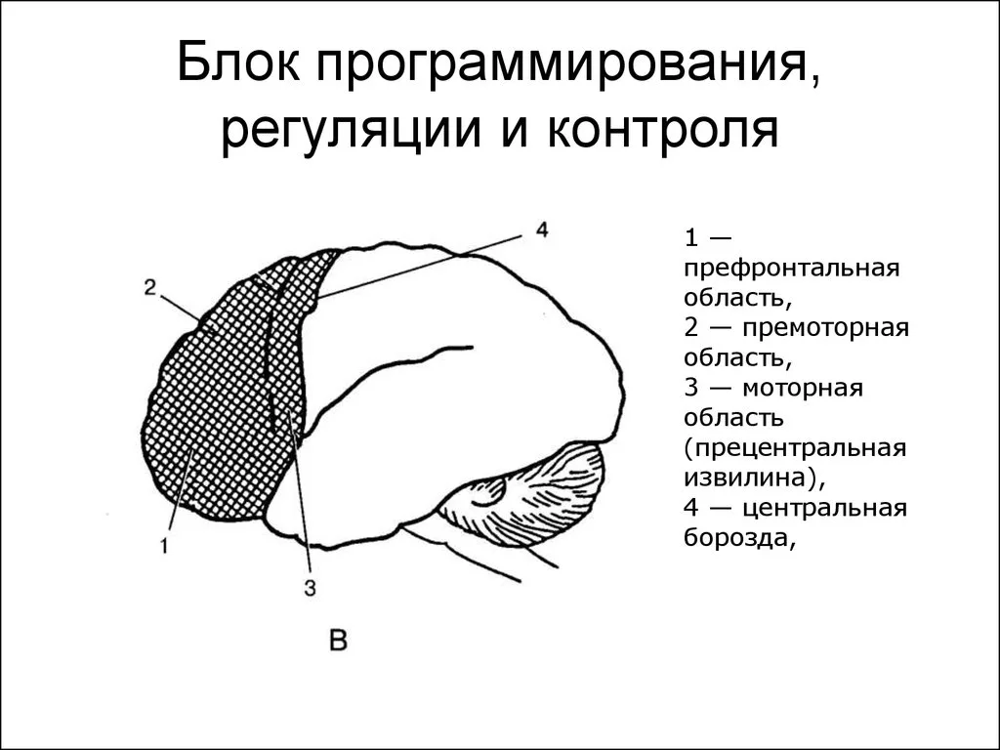 Блок программирования,
регуляции и контроля
4
2
1
3
В
1 —
префронтальная
область,
2 — премоторная
область,
3 — моторная
область
(прецентральная
извилина),
4 — центральная
борозда,